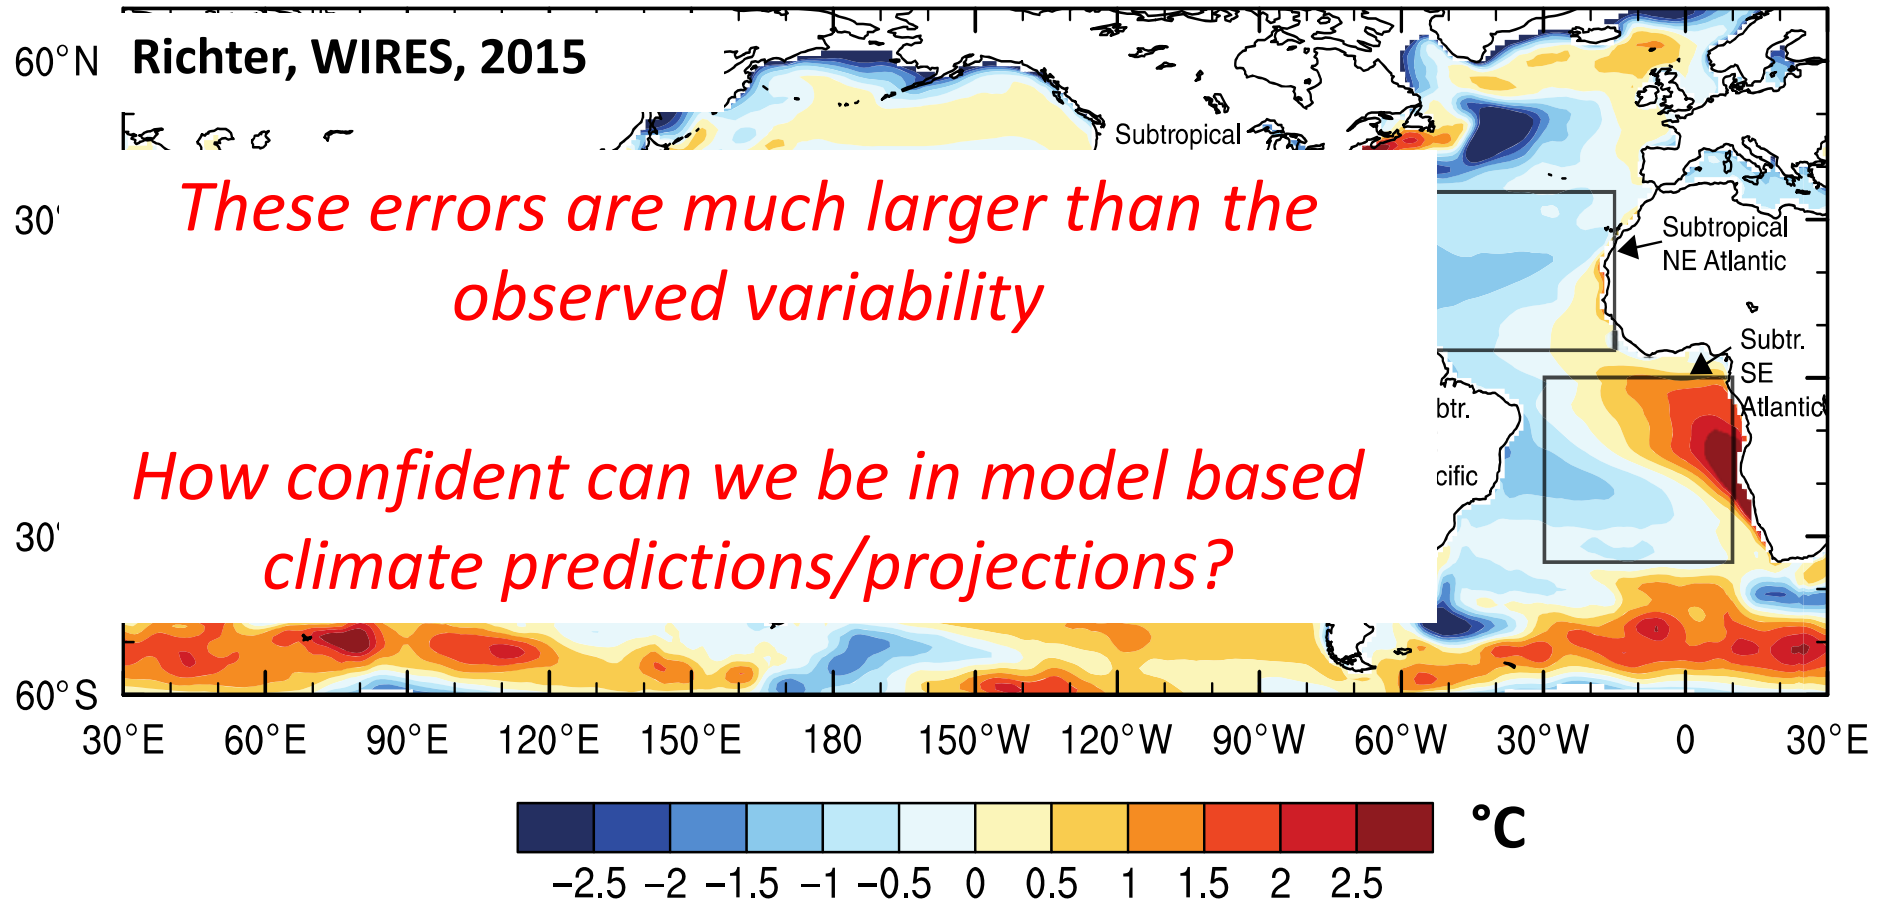 60°N
Richter, WIRES, 2015
Subtropical
These errors are much larger than the
observed variability
30'
Subtropical
NE Atlantic
Subtr.
SE
Atlantic
btr.
cific
How confident can we be in model based
climate predictions/projections?
30'
60°S
30°E 60°E 90°E 120°E 150°E 180 150°W 120°W 90°W 60°W 30°W 0 30°E
°C
−2.5 −2 −1.5 −1 −0.5 0 0.5 1 1.5 2 2.5